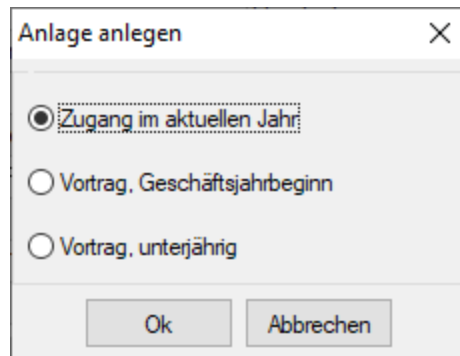 Anlage anlegen
Zugang im aktuellen Jahr
Vortrag, Geschäftsjahrbeginn
Vortrag, unterjährig
Ok Abbrechen